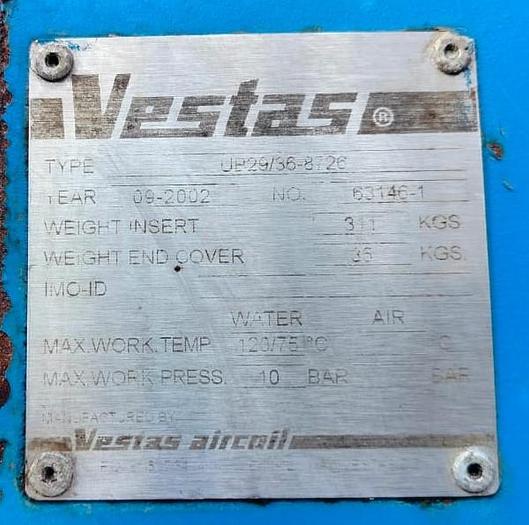 Vestas®
TYPE UP29/36-8726
YEAR 09-2002 NO. 63146-1
WEIGHT INSERT 311 KGS.
WEIGHT END COVER 35 KGS.
IMO-ID
WATER AIR
MAX.WORK.TEMP. 120/75 °C C
MAX.WORK PRESS. 10 BAR BAR
MANUFACTURED BY
Vestas aircoil